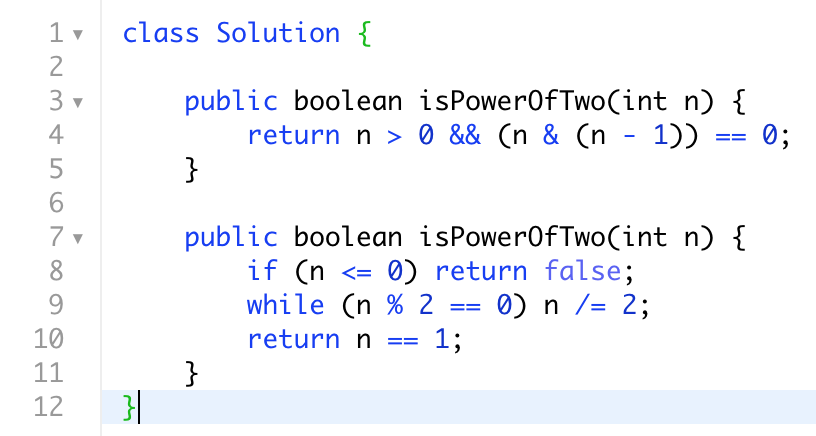 1 class Solution {
2
3     public boolean isPowerOfTwo(int n) {
4         return n > 0 && (n & (n - 1)) == 0;
5     }
6
7     public boolean isPowerOfTwo(int n) {
8         if (n <= 0) return false;
9         while (n % 2 == 0) n /= 2;
10         return n == 1;
11     }
12 }